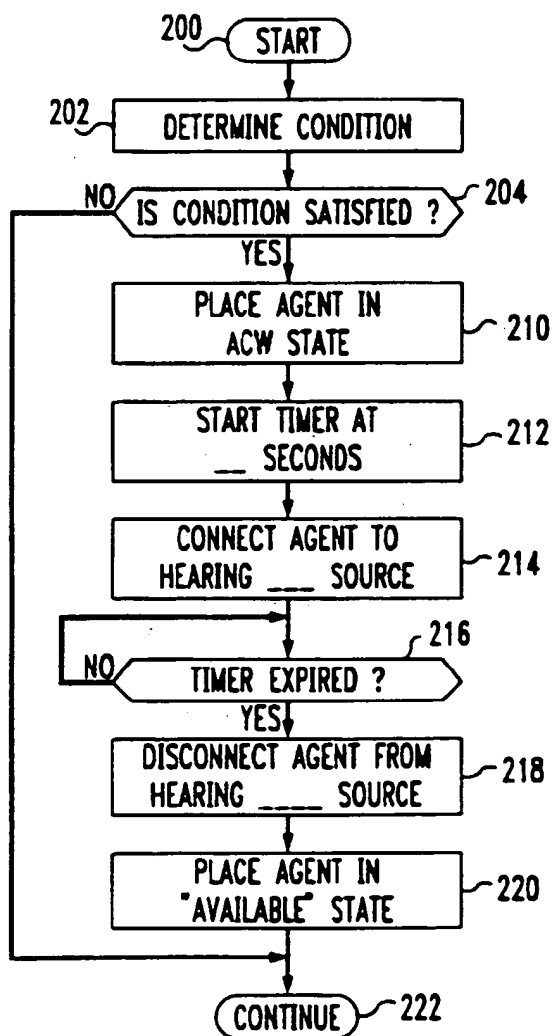 200
START
202
DETERMINE CONDITION
204
NO
IS CONDITION SATISFIED ?
YES
PLACE AGENT IN
ACW STATE
210
START TIMER AT
__ SECONDS
212
CONNECT AGENT TO
HEARING ___ SOURCE
214
216
NO
TIMER EXPIRED ?
YES
DISCONNECT AGENT FROM
HEARING ____ SOURCE
218
PLACE AGENT IN
"AVAILABLE" STATE
220
CONTINUE
222